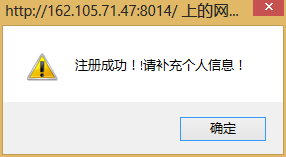 http://162.105.71.47:8014/ 上的网...
注册成功！!请补充个人信息！
确定